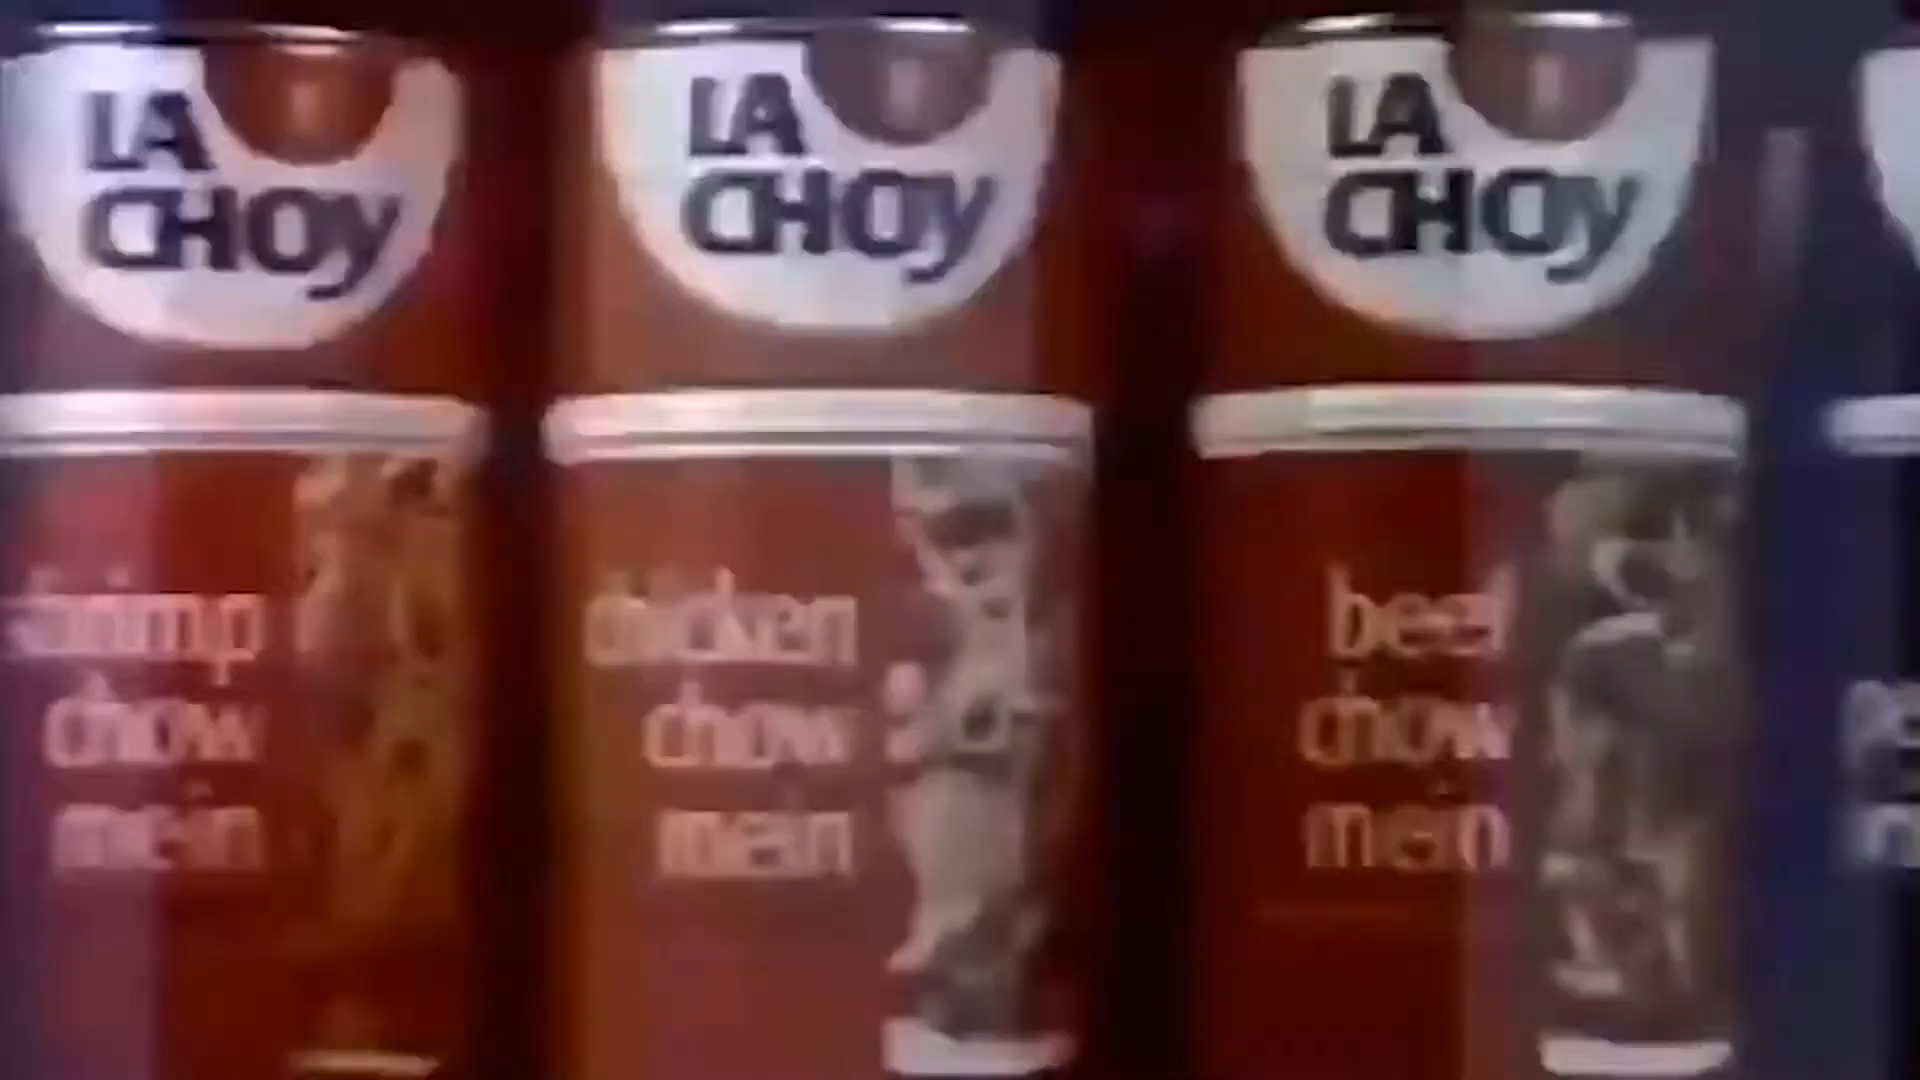 LA
CHOY
shrimp
chow
mein
LA
CHOY
chicken
chow
mein
LA
CHOY
beef
chow
mein